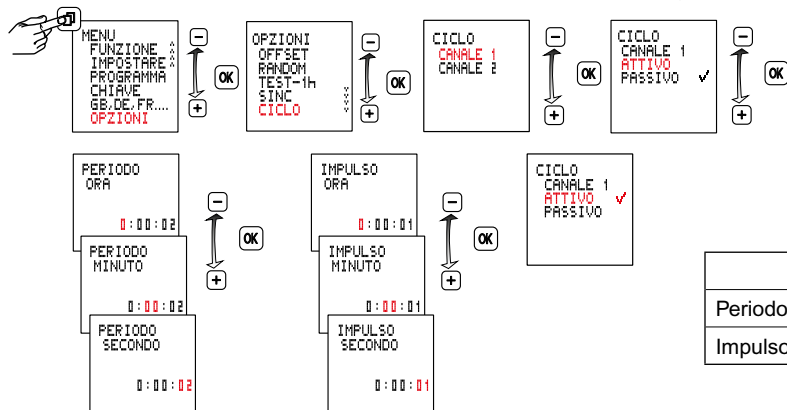 MENU
FUNZIONE
IMPOSTARE
PROGRAMMA
CHIAVE
GB,DE,FR....
OPZIONI
OK
OPZIONI
OFFSET
RANDOM
TEST-1h
SINC
CICLO
OK
CICLO
CANALE 1
CANALE 2
OK
CICLO
CANALE 1
ATTIVO
PASSIVO ✓
OK
PERIODO
ORA
0:00:02
PERIODO
MINUTO
0:00:02
PERIODO
SECONDO
0:00:02
OK
IMPULSO
ORA
0:00:01
IMPULSO
MINUTO
0:00:01
IMPULSO
SECONDO
0:00:01
OK
CICLO
CANALE 1
ATTIVO ✓
PASSIVO
Periodo
Impulso